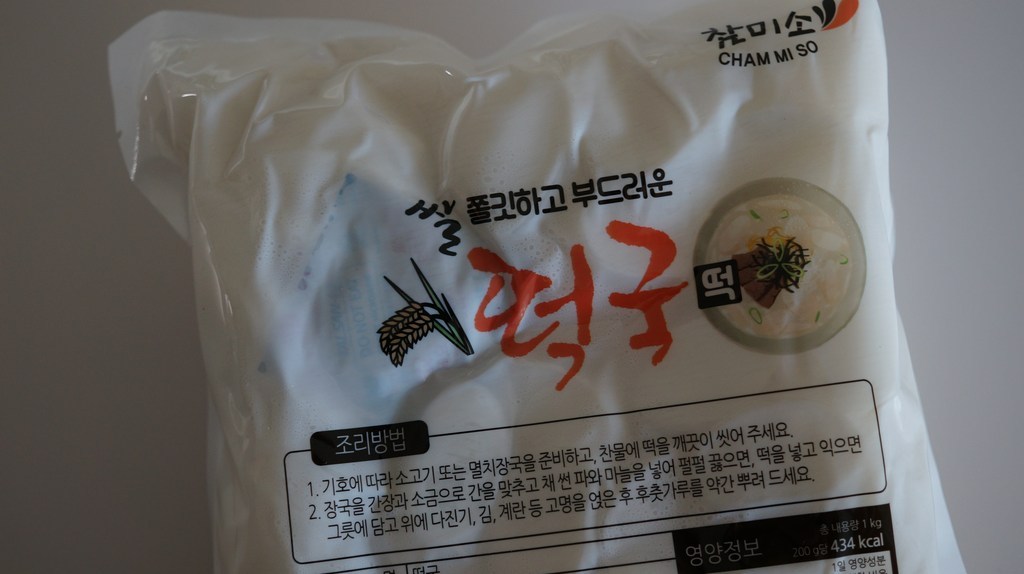 참미소
CHAM MI SO
쌀 쫄깃하고 부드러운
떡국
떡
조리방법
1. 기호에 따라 소고기 또는 멸치장국을 준비하고, 찬물에 떡을 깨끗이 씻어 주세요.
2. 장국을 간장과 소금으로 간을 맞추고 채 썬 파와 마늘을 넣어 펄펄 끓으면, 떡을 넣고 익으면
그릇에 담고 위에 다진기, 김, 계란 등 고명을 얹은 후 후춧가루를 약간 뿌려 드세요.
영양정보
총 내용량 1 kg
200 g당 434 kcal
1일 영양성분
떡국